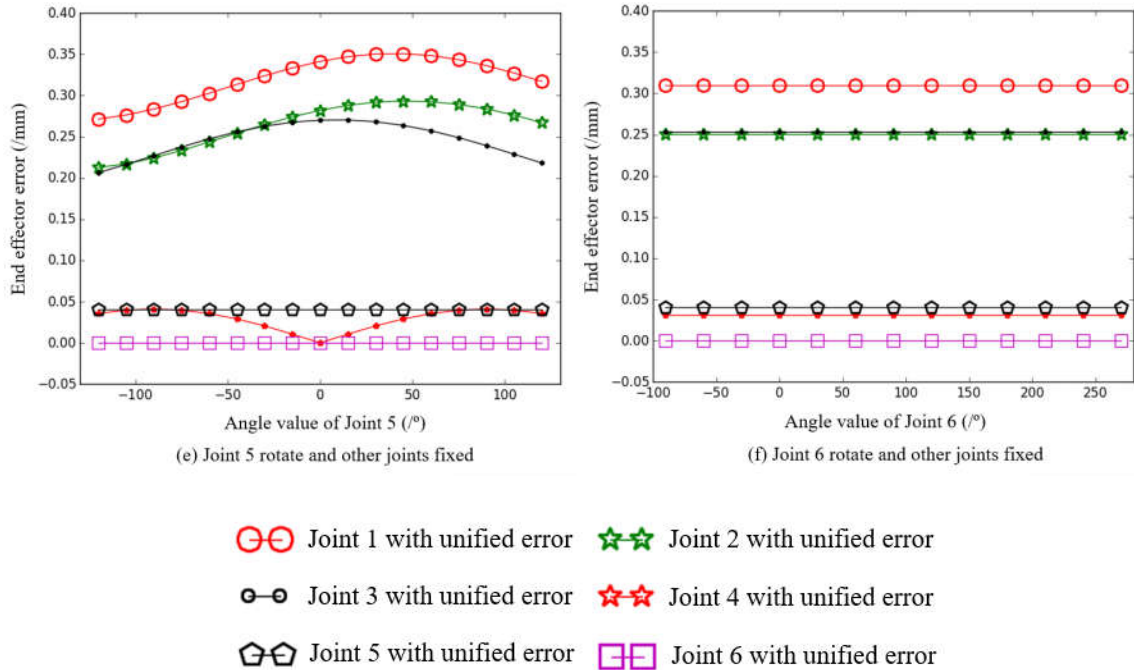 0.40
0.35
0.30
0.25
0.20
0.15
0.10
0.05
0.00
−0.05
End effector error (/mm)
−100 −50 0 50 100
Angle value of Joint 5 (/º)
(e) Joint 5 rotate and other joints fixed
0.40
0.35
0.30
0.25
0.20
0.15
0.10
0.05
0.00
−0.05
End effector error (/mm)
−100 −50 0 50 100 150 200 250
Angle value of Joint 6 (/º)
(f) Joint 6 rotate and other joints fixed
Joint 1 with unified error Joint 2 with unified error
Joint 3 with unified error Joint 4 with unified error
Joint 5 with unified error Joint 6 with unified error